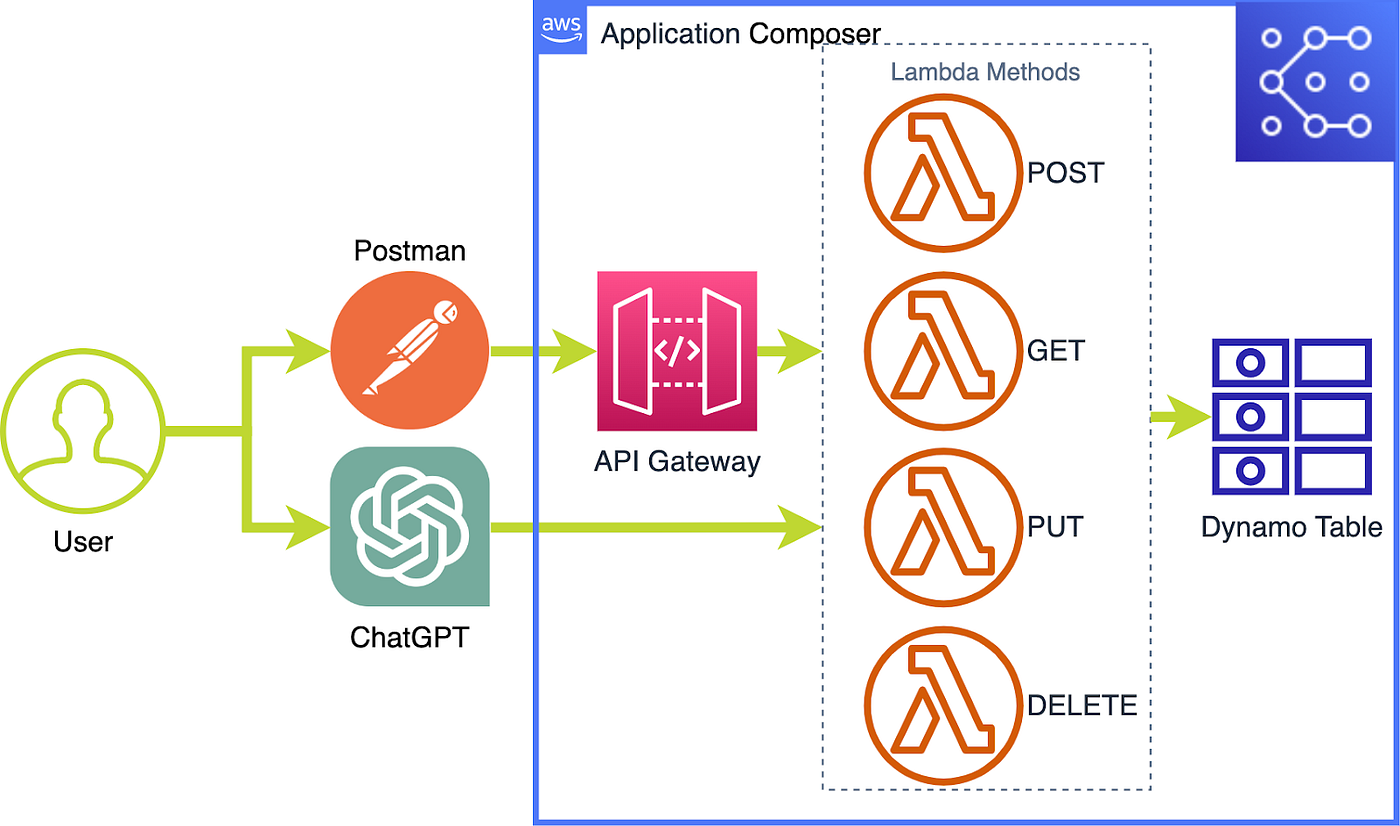 aws
Application Composer
Lambda Methods
POST
Postman
GET
</>
API Gateway
PUT
User
Dynamo Table
ChatGPT
DELETE